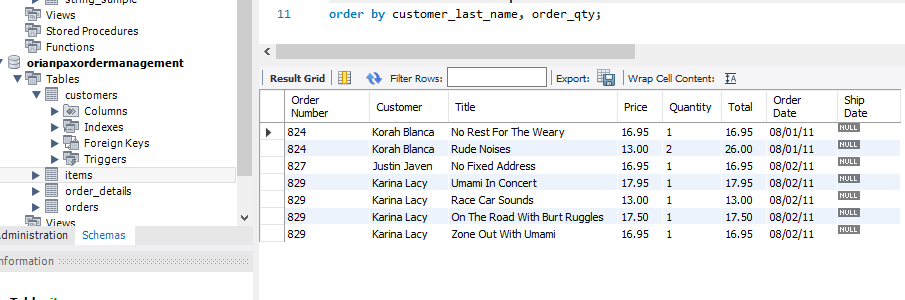 string_sample
Views
Stored Procedures
Functions
orianpaxordermanagement
Tables
customers
Columns
Indexes
Foreign Keys
Triggers
items
order_details
orders
Views
Administration Schemas
nformation
11 order by customer_last_name, order_qty;
Result Grid Filter Rows: Export: Wrap Cell Content: IA
Order Number Customer Title Price Quantity Total Order Date Ship Date
824 Korah Blanca No Rest For The Weary 16.95 1 16.95 08/01/11 NULL
824 Korah Blanca Rude Noises 13.00 2 26.00 08/01/11 NULL
827 Justin Javen No Fixed Address 16.95 1 16.95 08/02/11 NULL
829 Karina Lacy Umami In Concert 17.95 1 17.95 08/02/11 NULL
829 Karina Lacy Race Car Sounds 13.00 1 13.00 08/02/11 NULL
829 Karina Lacy On The Road With Burt Ruggles 17.50 1 17.50 08/02/11 NULL
829 Karina Lacy Zone Out With Umami 16.95 1 16.95 08/02/11 NULL